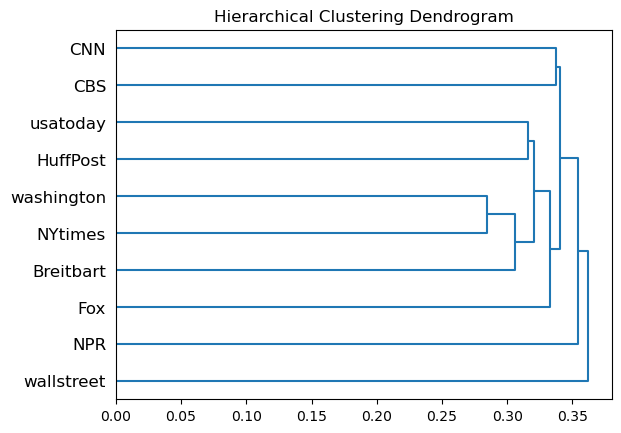 Hierarchical Clustering Dendrogram
CNN
CBS
usatoday
HuffPost
washington
NYtimes
Breitbart
Fox
NPR
wallstreet
0.00 0.05 0.10 0.15 0.20 0.25 0.30 0.35